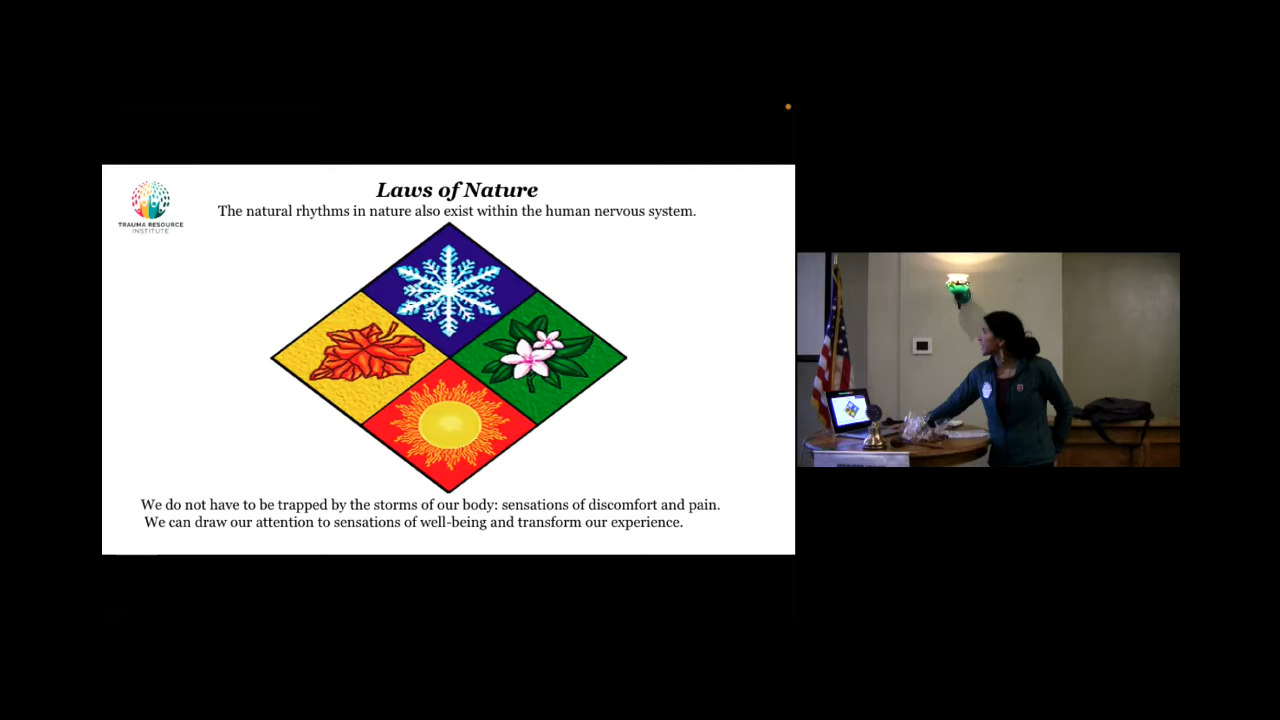 Laws of Nature
The natural rhythms in nature also exist within the human nervous system.
TRAUMA RESOURCE
INSTITUTE
We do not have to be trapped by the storms of our body: sensations of discomfort and pain.
We can draw our attention to sensations of well-being and transform our experience.